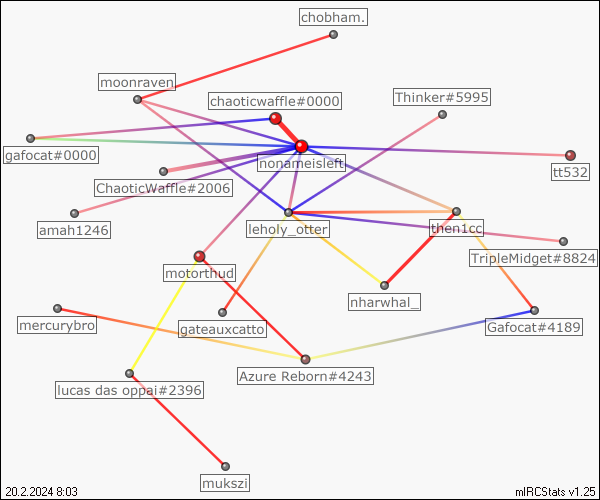 chobham.
moonraven
chaoticwaffle#0000
Thinker#5995
gafocat#0000
nonameisleft
tt532
ChaoticWaffle#2006
amah1246
leholy_otter
then1cc
TripleMidget#8824
motorthud
nharwhal_
mercurybro
gateauxcatto
Gafocat#4189
Azure Reborn#4243
lucas das oppai#2396
mukszi
20.2.2024 8:03
mIRCStats v1.25